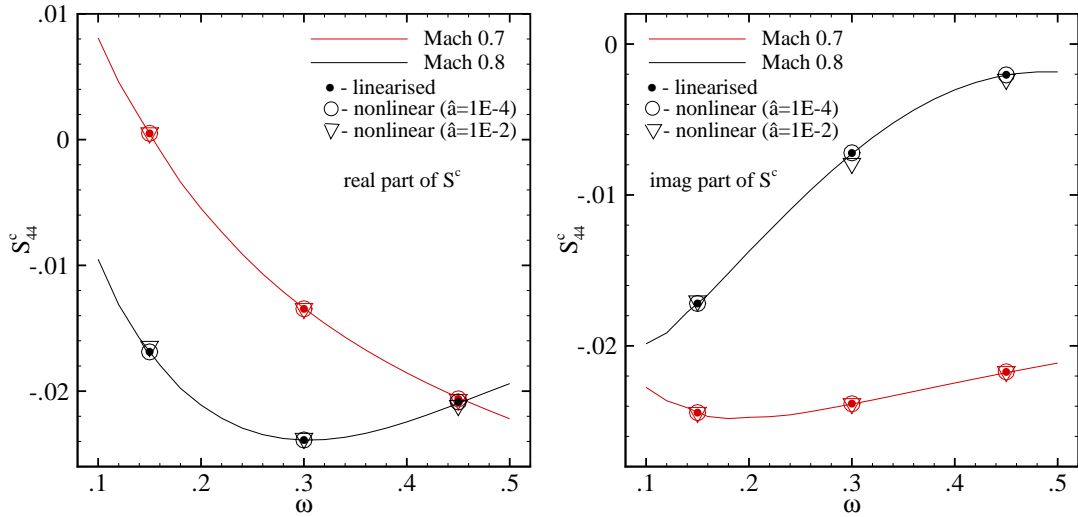 .01
0
-.01
-.02
S^c_44
.1 .2 .3 .4 .5
ω
Mach 0.7
Mach 0.8
- linearised
- nonlinear (â=1E-4)
- nonlinear (â=1E-2)
real part of S^c
0
-.01
-.02
S^c_44
.1 .2 .3 .4 .5
ω
Mach 0.7
Mach 0.8
- linearised
- nonlinear (â=1E-4)
- nonlinear (â=1E-2)
imag part of S^c